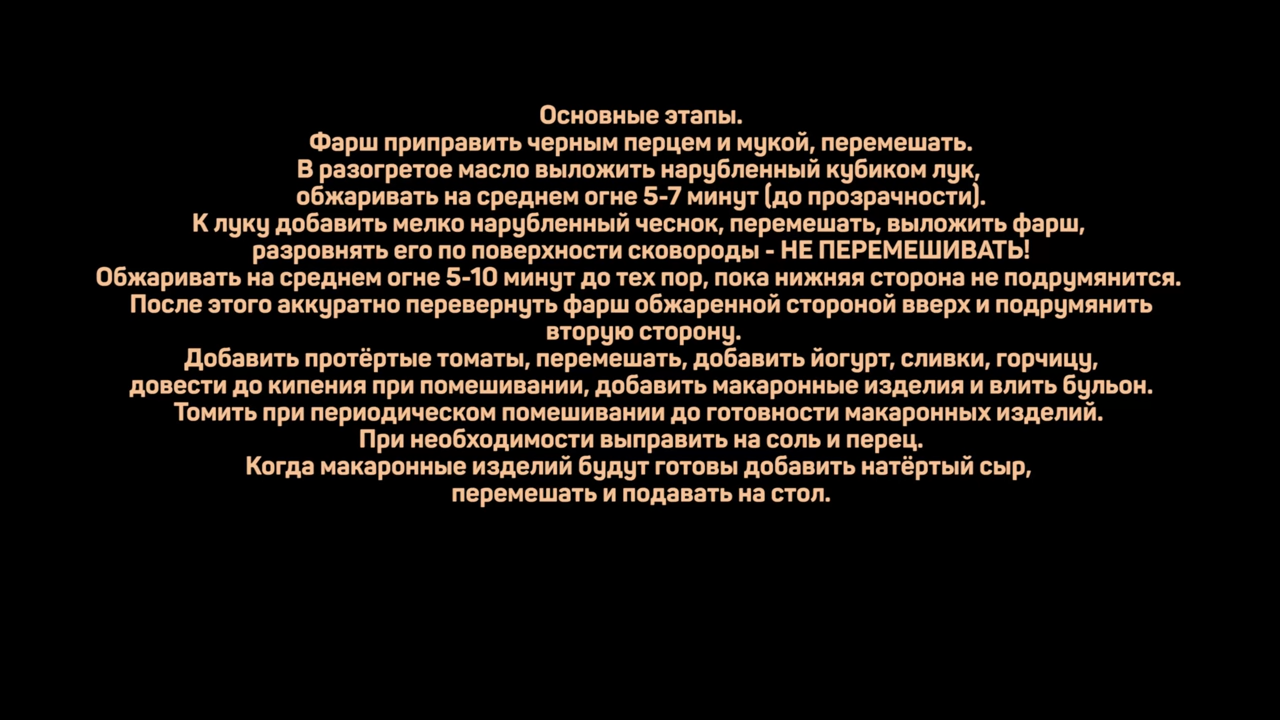 Основные этапы.
Фарш приправить черным перцем и мукой, перемешать.
В разогретое масло выложить нарубленный кубиком лук,
обжаривать на среднем огне 5-7 минут (до прозрачности).
К луку добавить мелко нарубленный чеснок, перемешать, выложить фарш,
разровнять его по поверхности сковороды - НЕ ПЕРЕМЕШИВАТЬ!
Обжаривать на среднем огне 5-10 минут до тех пор, пока нижняя сторона не подрумянится.
После этого аккуратно перевернуть фарш обжаренной стороной вверх и подрумянить
вторую сторону.
Добавить протёртые томаты, перемешать, добавить йогурт, сливки, горчицу,
довести до кипения при помешивании, добавить макаронные изделия и влить бульон.
Томить при периодическом помешивании до готовности макаронных изделий.
При необходимости выправить на соль и перец.
Когда макаронные изделий будут готовы добавить натёртый сыр,
перемешать и подавать на стол.